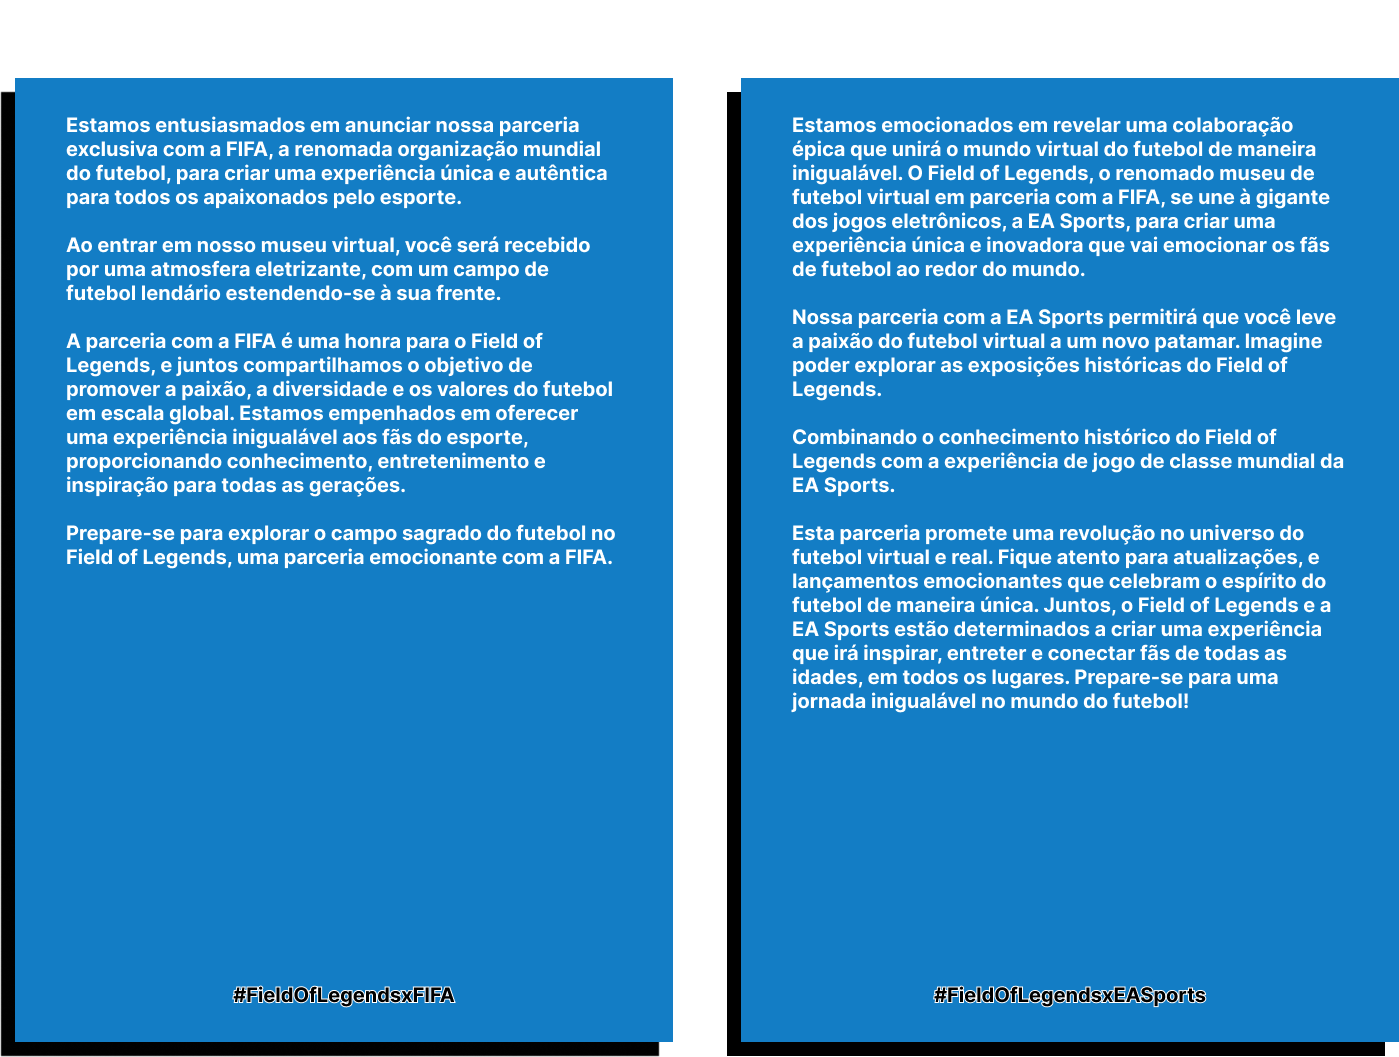 Estamos entusiasmados em anunciar nossa parceria
exclusiva com a FIFA, a renomada organização mundial
do futebol, para criar uma experiência única e autêntica
para todos os apaixonados pelo esporte.
Ao entrar em nosso museu virtual, você será recebido
por uma atmosfera eletrizante, com um campo de
futebol lendário estendendo-se à sua frente.
A parceria com a FIFA é uma honra para o Field of
Legends, e juntos compartilhamos o objetivo de
promover a paixão, a diversidade e os valores do futebol
em escala global. Estamos empenhados em oferecer
uma experiência inigualável aos fãs do esporte,
proporcionando conhecimento, entretenimento e
inspiração para todas as gerações.
Prepare-se para explorar o campo sagrado do futebol no
Field of Legends, uma parceria emocionante com a FIFA.
#FieldOfLegendsxFIFA
Estamos emocionados em revelar uma colaboração
épica que unirá o mundo virtual do futebol de maneira
inigualável. O Field of Legends, o renomado museu de
futebol virtual em parceria com a FIFA, se une à gigante
dos jogos eletrônicos, a EA Sports, para criar uma
experiência única e inovadora que vai emocionar os fãs
de futebol ao redor do mundo.
Nossa parceria com a EA Sports permitirá que você leve
a paixão do futebol virtual a um novo patamar. Imagine
poder explorar as exposições históricas do Field of
Legends.
Combinando o conhecimento histórico do Field of
Legends com a experiência de jogo de classe mundial da
EA Sports.
Esta parceria promete uma revolução no universo do
futebol virtual e real. Fique atento para atualizações, e
lançamentos emocionantes que celebram o espírito do
futebol de maneira única. Juntos, o Field of Legends e a
EA Sports estão determinados a criar uma experiência
que irá inspirar, entreter e conectar fãs de todas as
idades, em todos os lugares. Prepare-se para uma
jornada inigualável no mundo do futebol!
#FieldOfLegendsxEASports